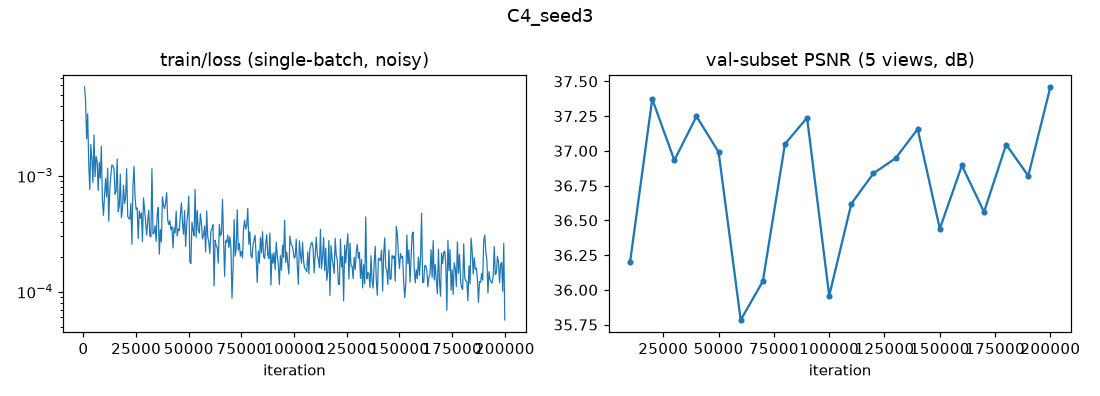 C4_seed3
train/loss (single-batch, noisy)
val-subset PSNR (5 views, dB)
10⁻³
10⁻⁴
0 25000 50000 75000 100000 125000 150000 175000 200000
iteration
37.50
37.25
37.00
36.75
36.50
36.25
36.00
35.75
25000 50000 75000 100000 125000 150000 175000 200000
iteration